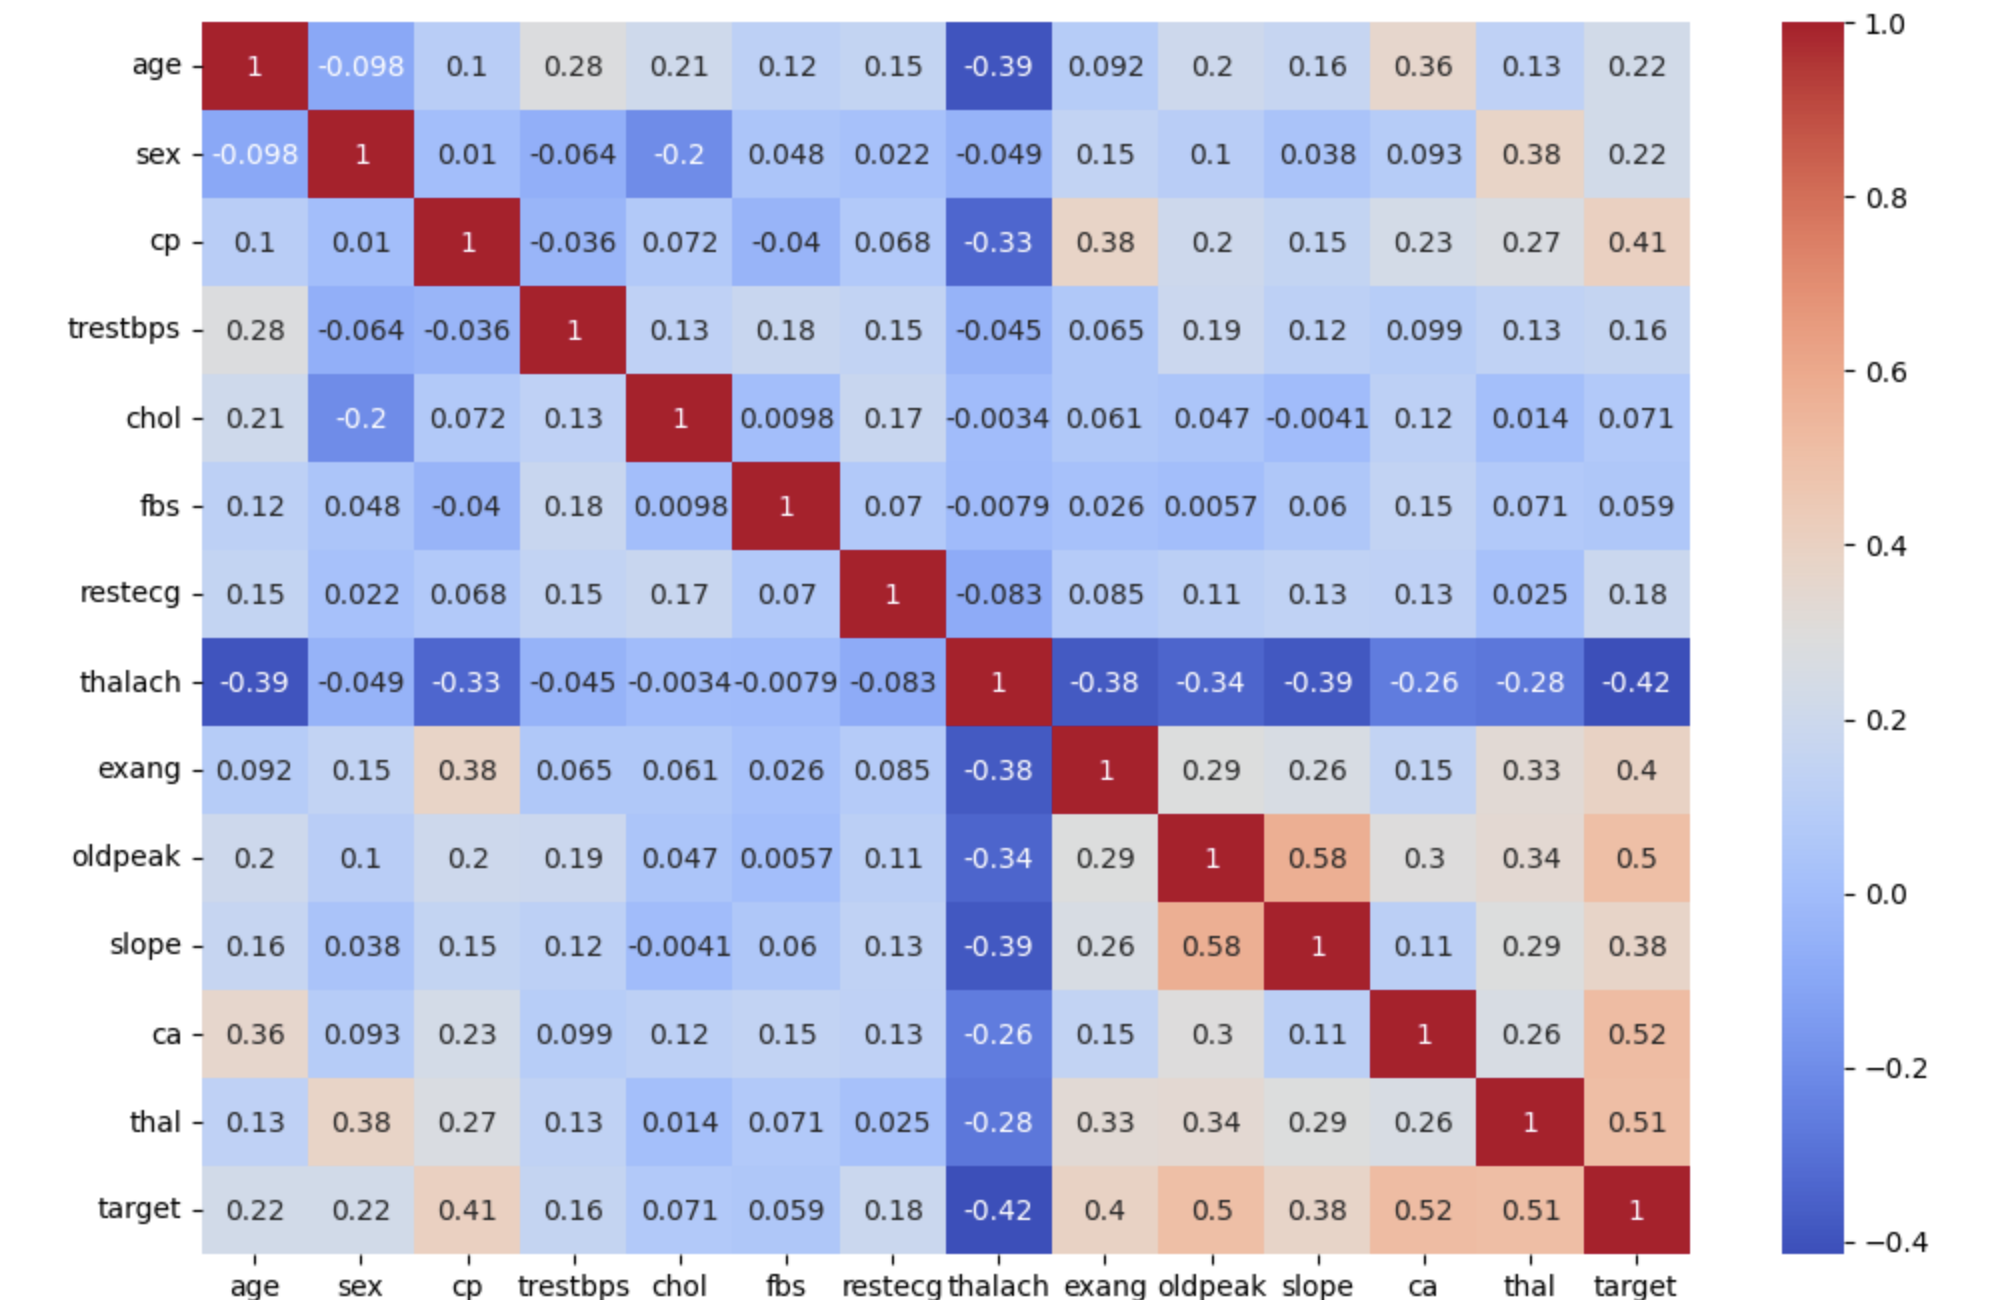 age 1 -0.098 0.1 0.28 0.21 0.12 0.15 -0.39 0.092 0.2 0.16 0.36 0.13 0.22
sex -0.098 1 0.01 -0.064 -0.2 0.048 0.022 -0.049 0.15 0.1 0.038 0.093 0.38 0.22
cp 0.1 0.01 1 -0.036 0.072 -0.04 0.068 -0.33 0.38 0.2 0.15 0.23 0.27 0.41
trestbps 0.28 -0.064 -0.036 1 0.13 0.18 0.15 -0.045 0.065 0.19 0.12 0.099 0.13 0.16
chol 0.21 -0.2 0.072 0.13 1 0.0098 0.17 -0.0034 0.061 0.047 -0.0041 0.12 0.014 0.071
fbs 0.12 0.048 -0.04 0.18 0.0098 1 0.07 -0.0079 0.026 0.0057 0.06 0.15 0.071 0.059
restecg 0.15 0.022 0.068 0.15 0.17 0.07 1 -0.083 0.085 0.11 0.13 0.13 0.025 0.18
thalach -0.39 -0.049 -0.33 -0.045 -0.0034 -0.0079 -0.083 1 -0.38 -0.34 -0.39 -0.26 -0.28 -0.42
exang 0.092 0.15 0.38 0.065 0.061 0.026 0.085 -0.38 1 0.29 0.26 0.15 0.33 0.4
oldpeak 0.2 0.1 0.2 0.19 0.047 0.0057 0.11 -0.34 0.29 1 0.58 0.3 0.34 0.5
slope 0.16 0.038 0.15 0.12 -0.0041 0.06 0.13 -0.39 0.26 0.58 1 0.11 0.29 0.38
ca 0.36 0.093 0.23 0.099 0.12 0.15 0.13 -0.26 0.15 0.3 0.11 1 0.26 0.52
thal 0.13 0.38 0.27 0.13 0.014 0.071 0.025 -0.28 0.33 0.34 0.29 0.26 1 0.51
target 0.22 0.22 0.41 0.16 0.071 0.059 0.18 -0.42 0.4 0.5 0.38 0.52 0.51 1
age sex cp trestbps chol fbs restecg thalach exang oldpeak slope ca thal target
1.0
0.8
0.6
0.4
0.2
0.0
−0.2
−0.4